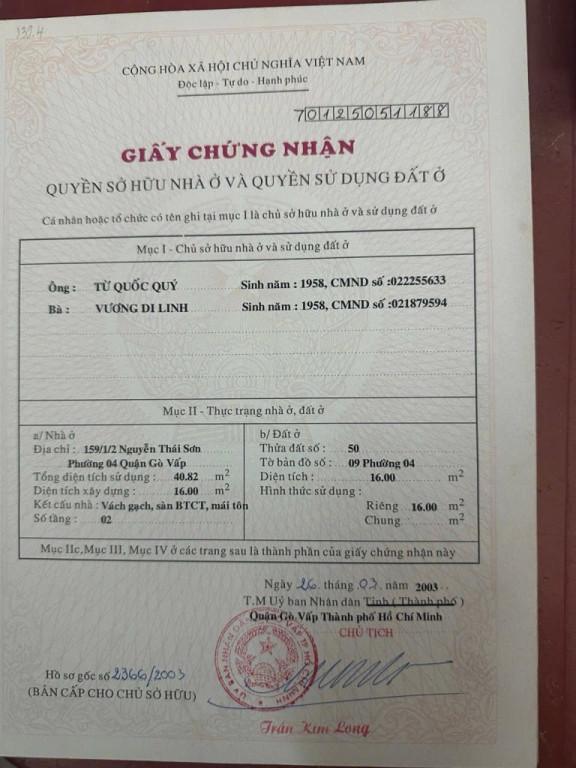 132.4
CỘNG HÒA XÃ HỘI CHỦ NGHĨA VIỆT NAM
Độc lập - Tự do - Hạnh phúc
70125051188
GIẤY CHỨNG NHẬN
QUYỀN SỞ HỮU NHÀ Ở VÀ QUYỀN SỬ DỤNG ĐẤT Ở
Cá nhân hoặc tổ chức có tên ghi tại mục I là chủ sở hữu nhà ở và sử dụng đất ở
Mục I - Chủ sở hữu nhà ở và sử dụng đất ở
Ông : TỪ QUỐC QUÝ Sinh năm : 1958, CMND số :022255633
Bà : VƯƠNG DI LINH Sinh năm : 1958, CMND số :021879594
Mục II - Thực trạng nhà ở, đất ở
a/ Nhà ở
Địa chỉ : 159/1/2 Nguyễn Thái Sơn
Phường 04 Quận Gò Vấp
Tổng diện tích sử dụng : 40.82 m2
Diện tích xây dựng : 16.00 m2
Kết cấu nhà : Vách gạch, sàn BTCT, mái tôn
Số tầng : 02
b/ Đất ở
Thửa đất số : 50
Tờ bản đồ số : 09 Phường 04
Diện tích : 16.00 m2
Hình thức sử dụng :
Riêng 16.00 m2
Chung m2
Mục IIc, Mục III, Mục IV ở các trang sau là thành phần của giấy chứng nhận này
Ngày 26 tháng 03 năm 2003
T.M Uỷ ban Nhân dân Tỉnh ( Thành phố )
Quận Gò Vấp Thành phố Hồ Chí Minh
CHỦ TỊCH
Hồ sơ gốc số 2366/2003
(BẢN CẤP CHO CHỦ SỞ HỮU)
Trần Kim Long